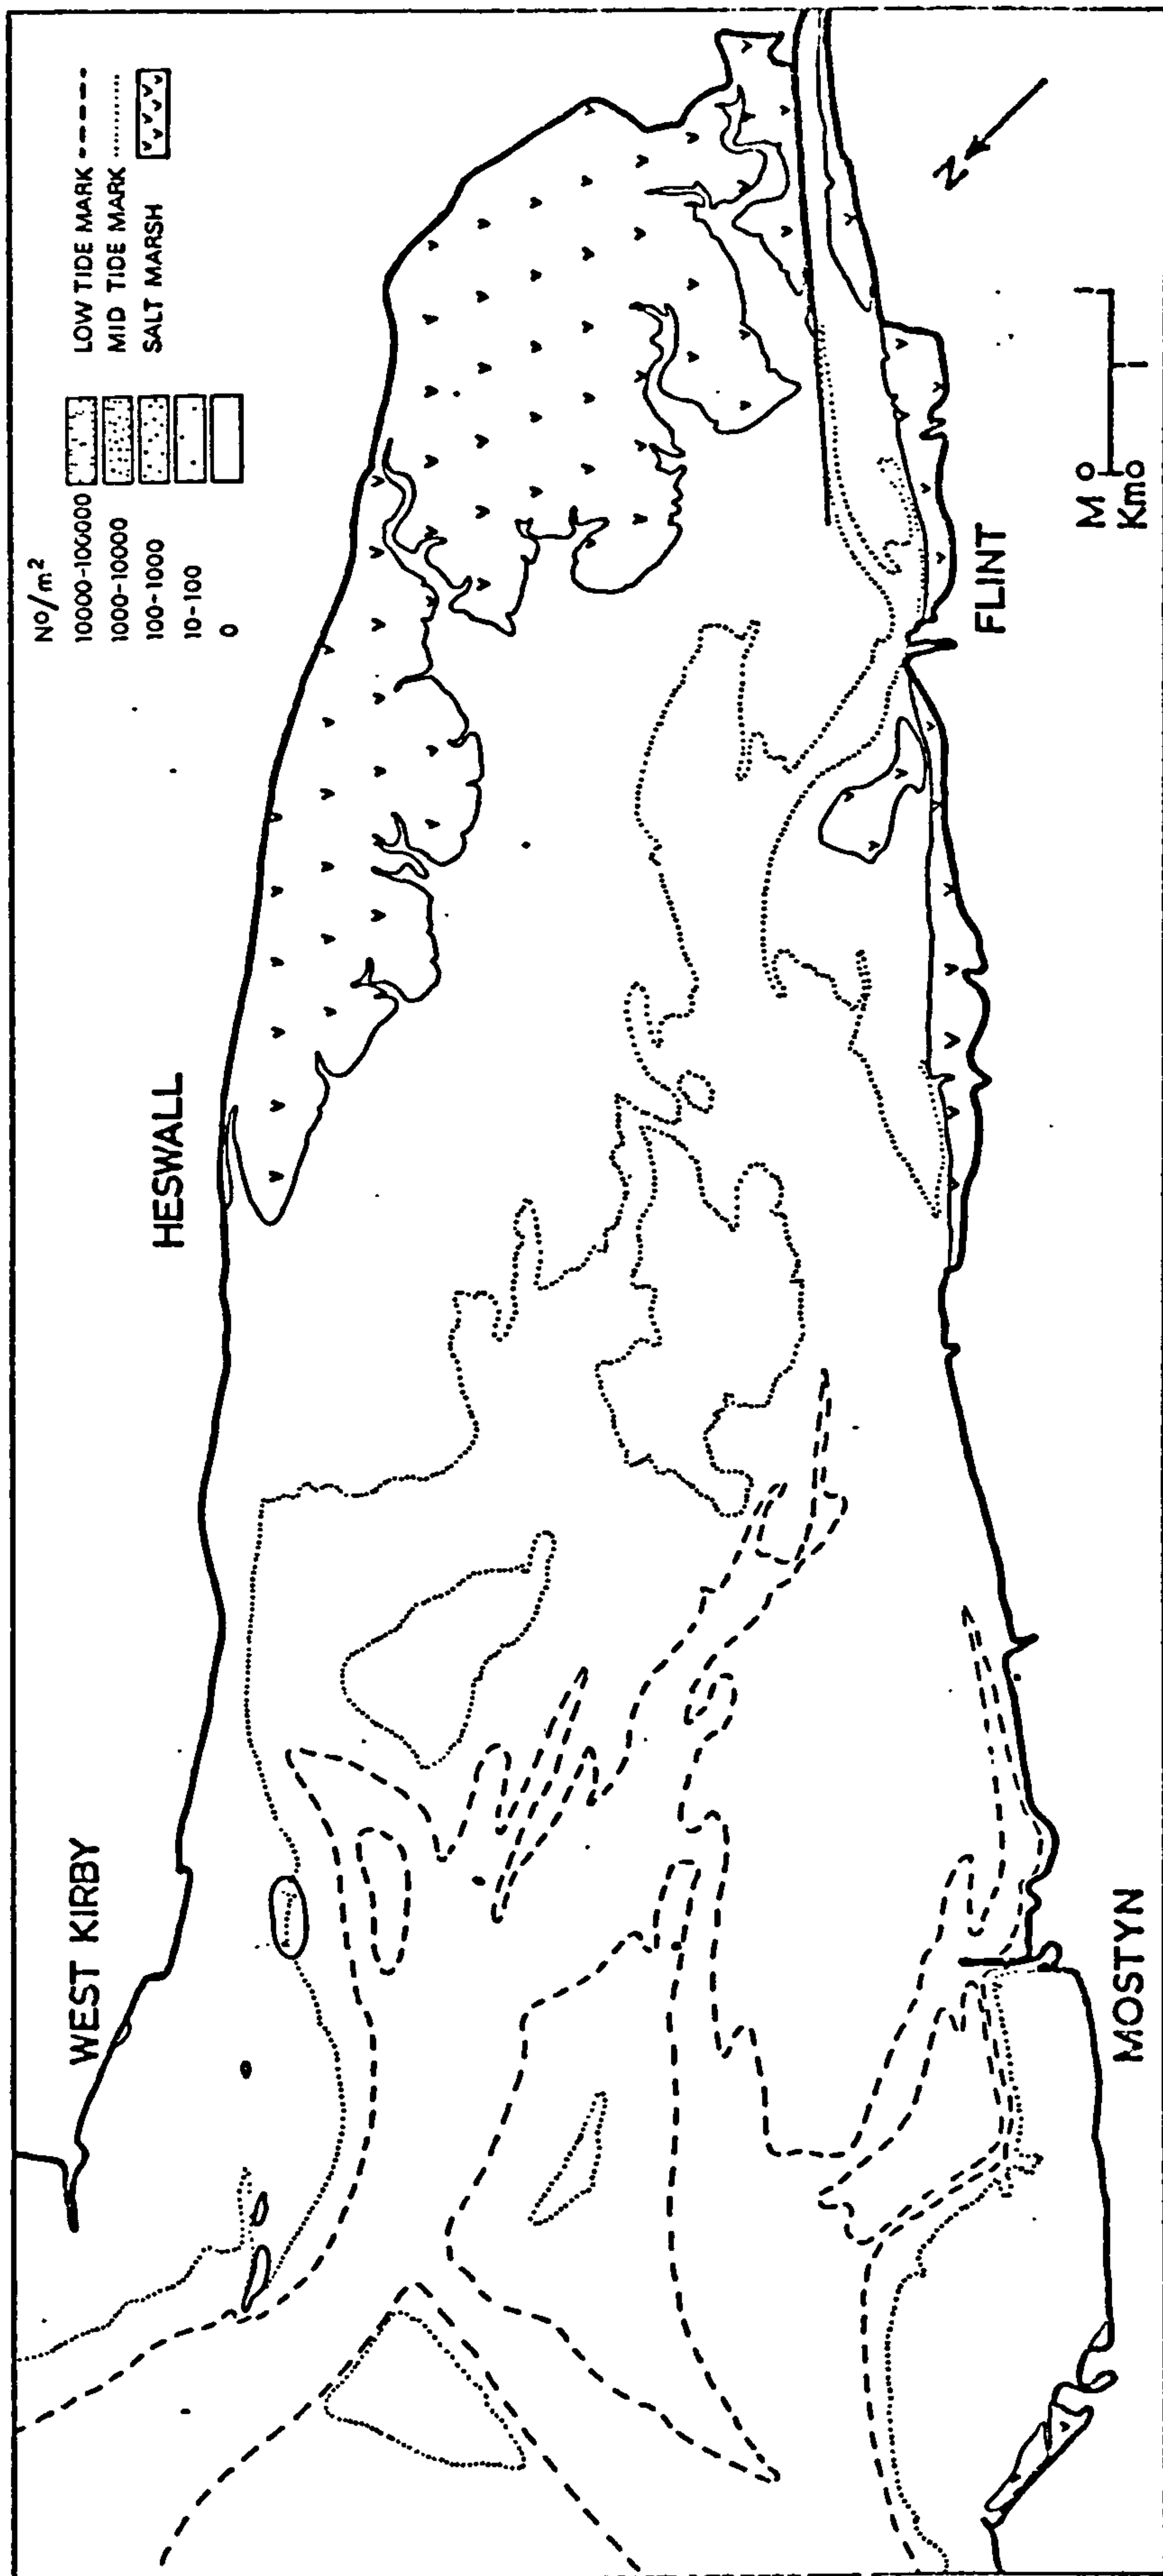 No/m²
10000-100000
1000-10000
100-1000
10-100
0
LOW TIDE MARK
MID TIDE MARK
SALT MARSH
WEST KIRBY
HESWALL
FLINT
MOSTYN
N
M 0 1
Km 0 1